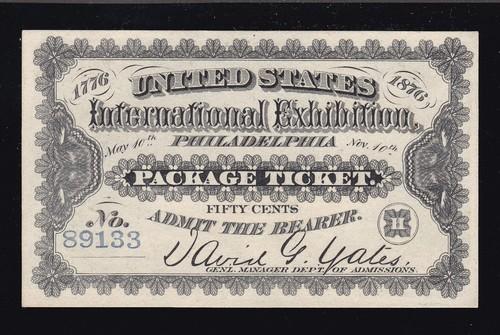 1776 UNITED STATES 1876
International Exhibition,
May 10th PHILADELPHIA Nov. 10th
PACKAGE TICKET.
FIFTY CENTS
No. ADMIT THE BEARER. H
89133
David G. Yates.
GENL. MANAGER DEPT. OF ADMISSIONS.